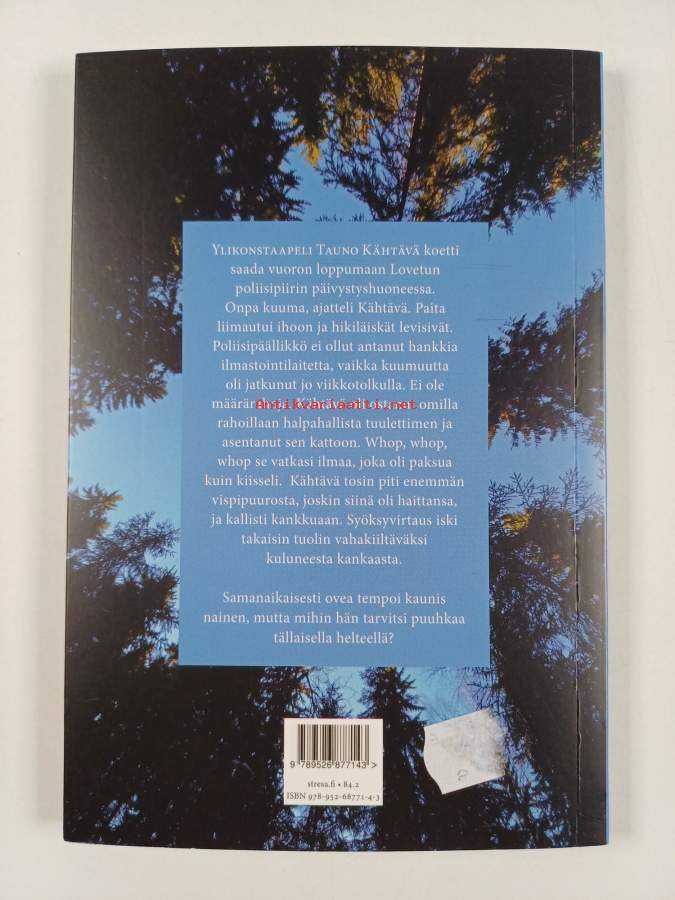 Ylikonstaapeli Tauno Kähtävä koetti
saada vuoron loppumaan Lovetun
poliisipiirin päivystyshuoneessa.
Onpa kuuma, ajatteli Kähtävä. Paita
liimautui ihoon ja hikiläiskät levisivät.
Poliisipäällikkö ei ollut antanut hankkia
ilmastointilaitetta, vaikka kuumuutta
oli jatkunut jo viikkotolkulla. Ei ole
Antikvariaatti.net
omilla
rahoillaan halpahallista tuulettimen ja
asentanut sen kattoon. Whop, whop,
whop se vatkasi ilmaa, joka oli paksua
kuin kiisseli. Kähtävä tosin piti enemmän
vispipuurosta, joskin siinä oli haittansa,
ja kallisti kankkuaan. Syöksyvirtaus iski
takaisin tuolin vahakiiltäväksi
kuluneesta kankaasta.
Samanaikaisesti ovea tempoi kaunis
nainen, mutta mihin hän tarvitsi puuhkaa
tällaisella helteellä?
9 789526 877143 >
stresa.fi • 84.2
ISBN 978-952-68771-4-3